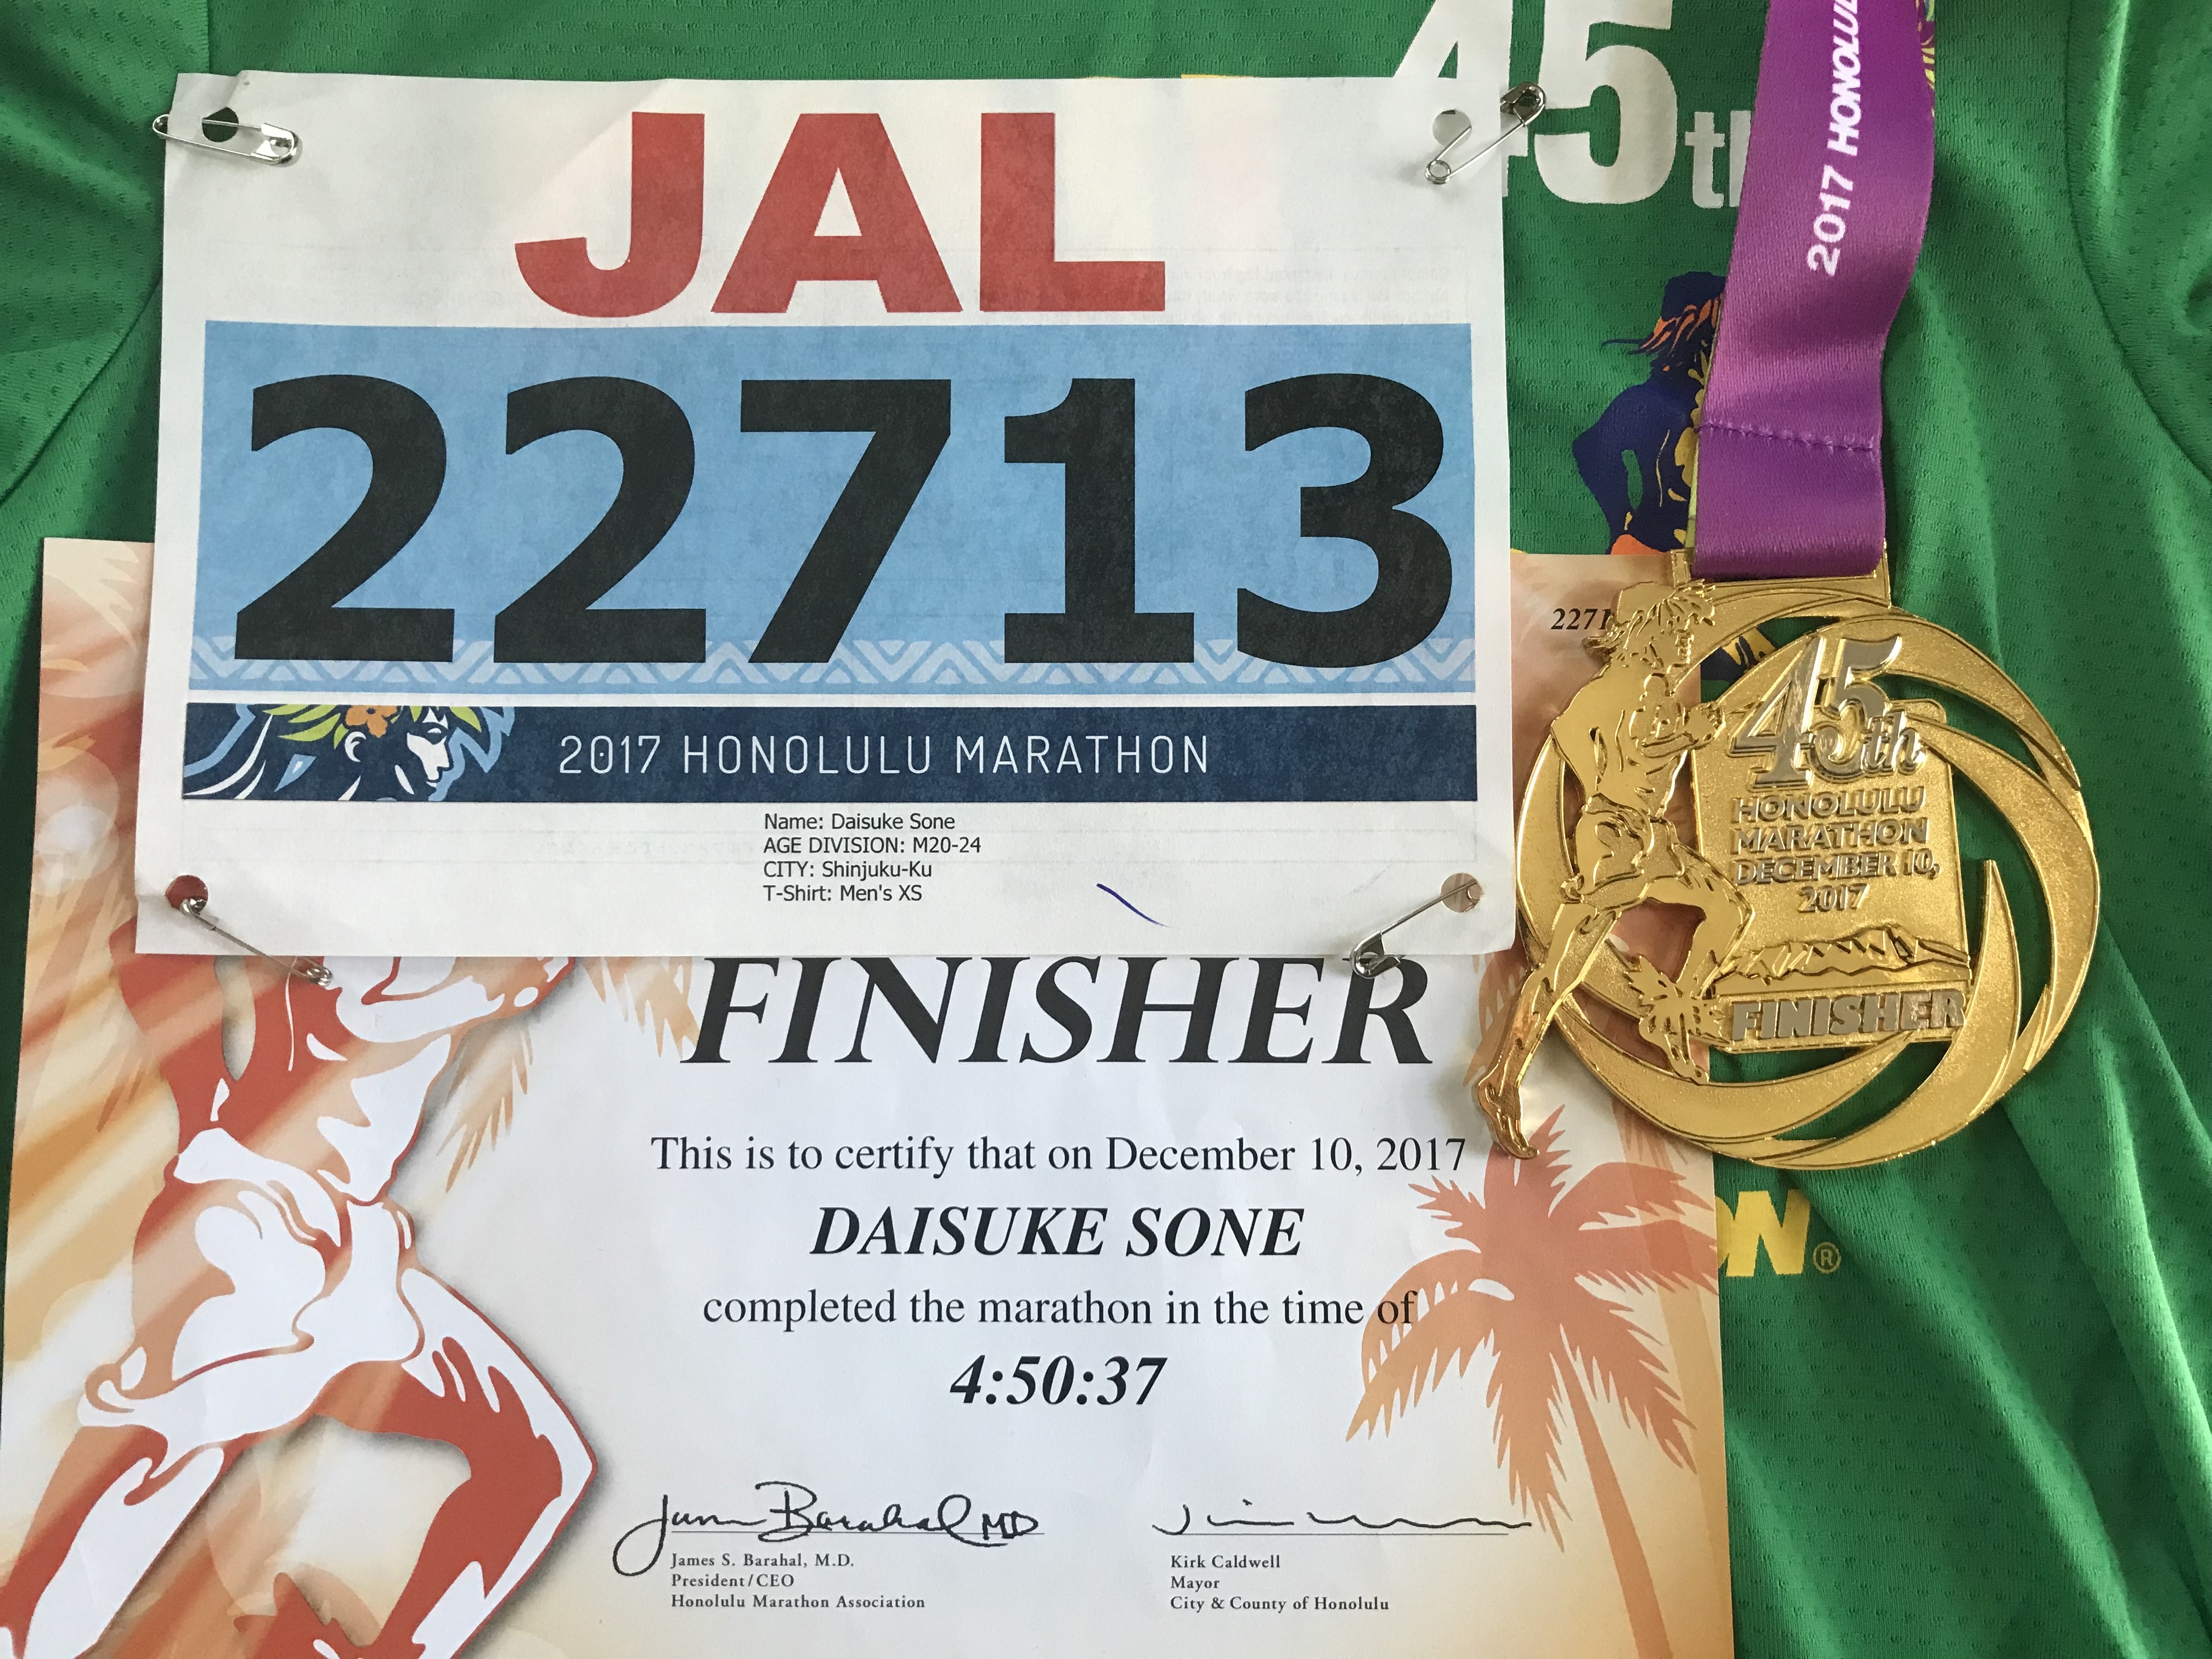 45th
JAL
22713
2017 HONOLULU MARATHON
Name: Daisuke Sone
AGE DIVISION: M20-24
CITY: Shinjuku-Ku
T-Shirt: Men's XS
2017 HONOLUL
2271
45th
HONOLULU
MARATHON
DECEMBER 10,
2017
FINISHER
FINISHER
This is to certify that on December 10, 2017
DAISUKE SONE
completed the marathon in the time of
4:50:37
ON®
James Barahal MD
James S. Barahal, M.D.
President/CEO
Honolulu Marathon Association
Kirk Caldwell
Mayor
City & County of Honolulu